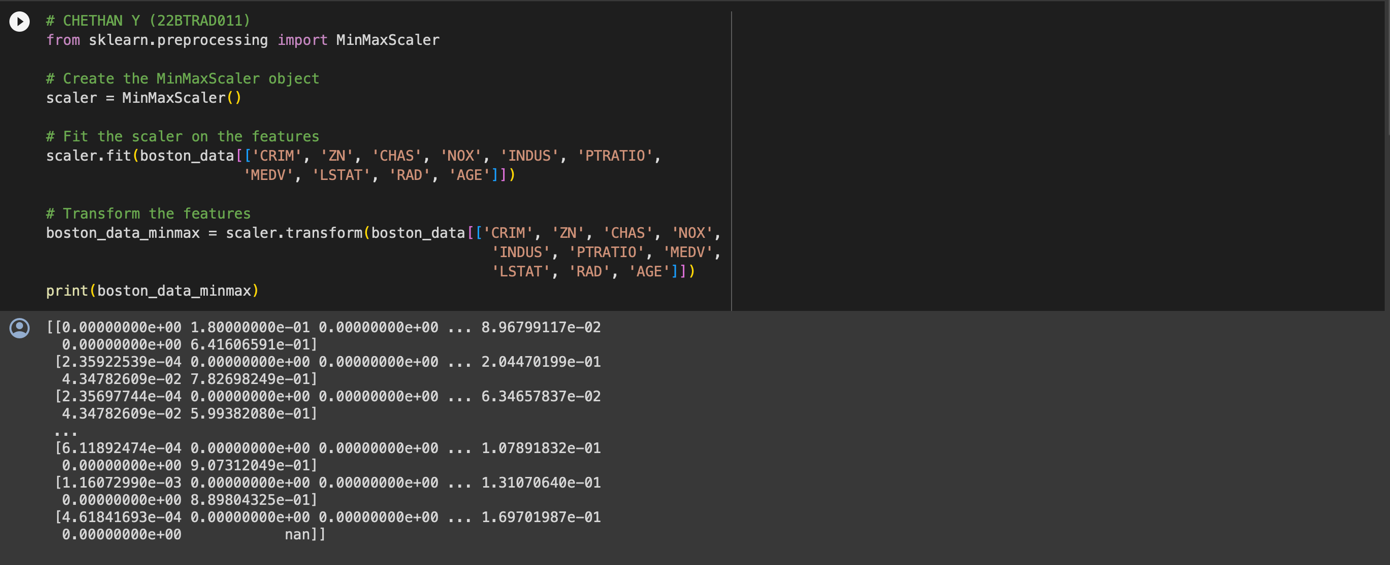 # CHETHAN Y (22BTRAD011)
from sklearn.preprocessing import MinMaxScaler
# Create the MinMaxScaler object
scaler = MinMaxScaler()
# Fit the scaler on the features
scaler.fit(boston_data[['CRIM', 'ZN', 'CHAS', 'NOX', 'INDUS', 'PTRATIO',
'MEDV', 'LSTAT', 'RAD', 'AGE']])
# Transform the features
boston_data_minmax = scaler.transform(boston_data[['CRIM', 'ZN', 'CHAS', 'NOX',
'INDUS', 'PTRATIO', 'MEDV',
'LSTAT', 'RAD', 'AGE']])
print(boston_data_minmax)
[[0.00000000e+00 1.80000000e-01 0.00000000e+00 ... 8.96799117e-02
0.00000000e+00 6.41606591e-01]
[2.35922539e-04 0.00000000e+00 0.00000000e+00 ... 2.04470199e-01
4.34782609e-02 7.82698249e-01]
[2.35697744e-04 0.00000000e+00 0.00000000e+00 ... 6.34657837e-02
4.34782609e-02 5.99382080e-01]
...
[6.11892474e-04 0.00000000e+00 0.00000000e+00 ... 1.07891832e-01
0.00000000e+00 9.07312049e-01]
[1.16072990e-03 0.00000000e+00 0.00000000e+00 ... 1.31070640e-01
0.00000000e+00 8.89804325e-01]
[4.61841693e-04 0.00000000e+00 0.00000000e+00 ... 1.69701987e-01
0.00000000e+00 nan]]